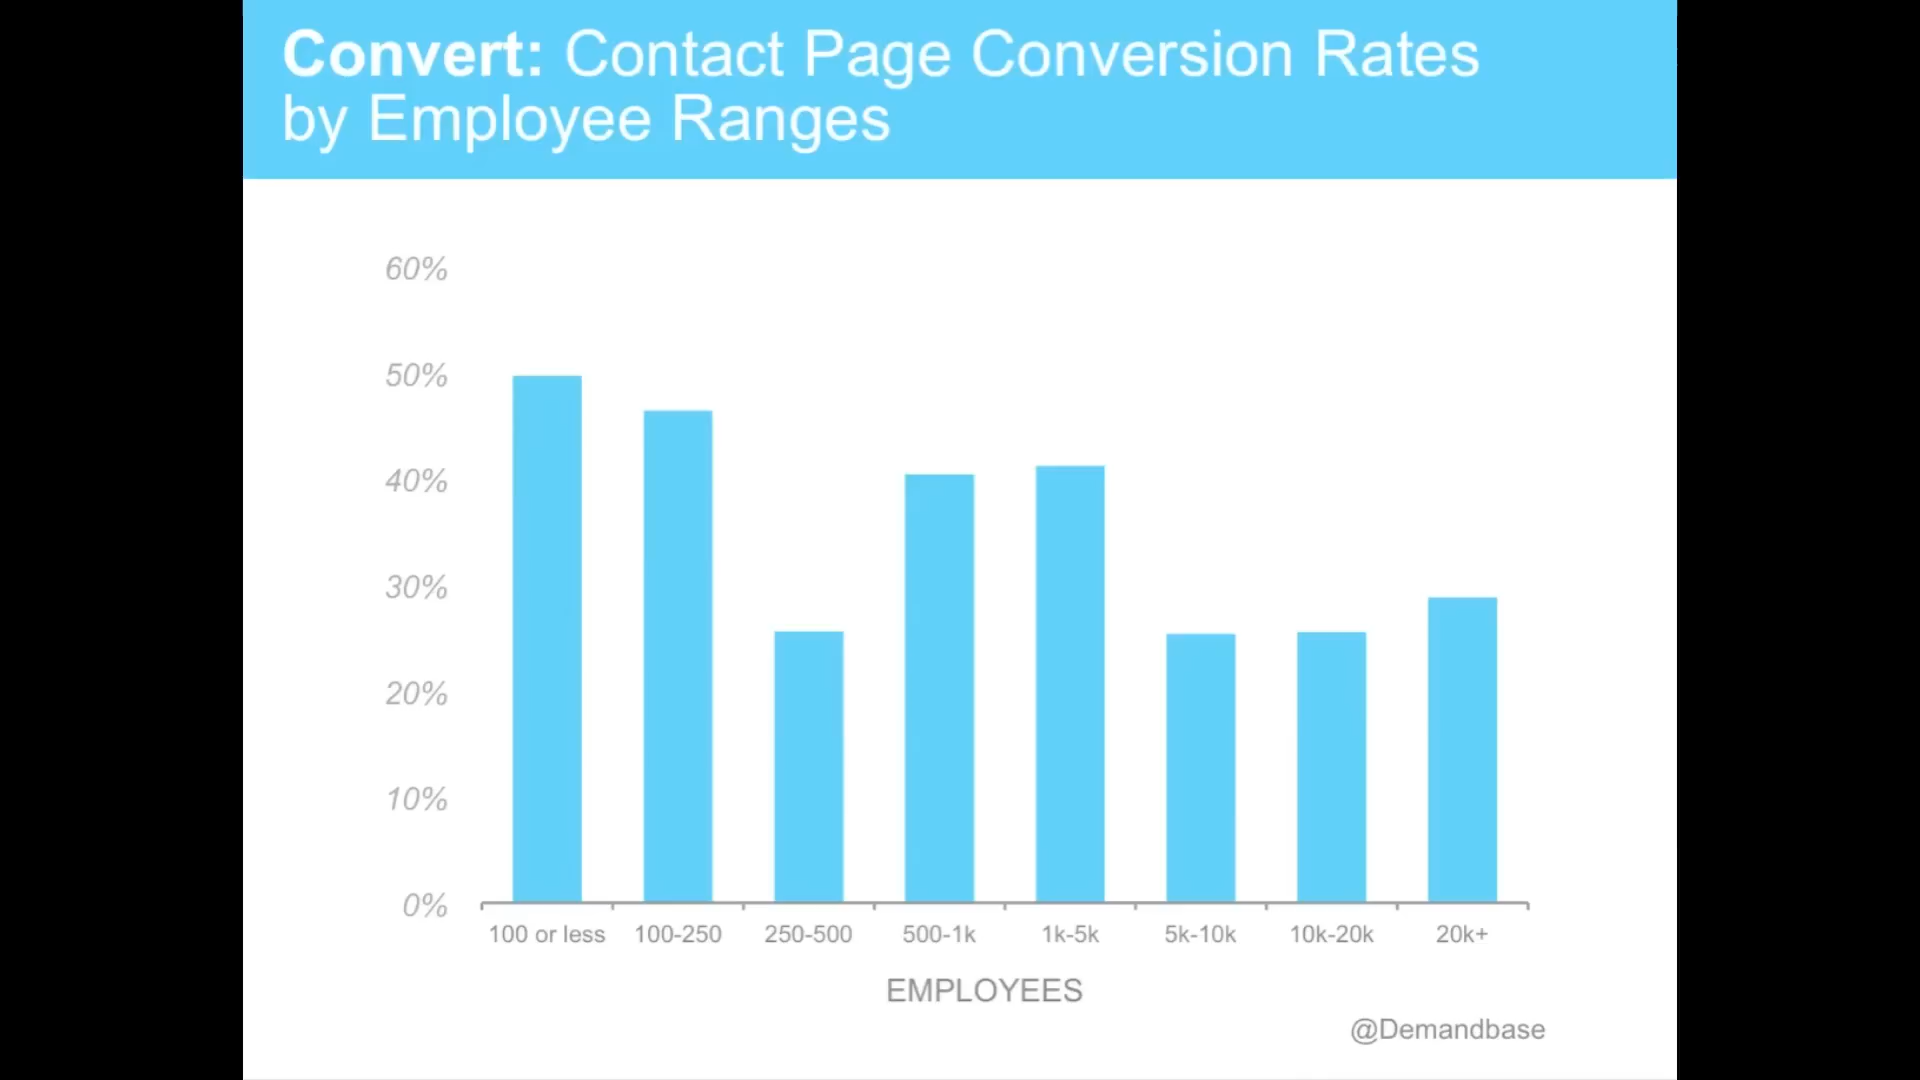 Convert: Contact Page Conversion Rates
by Employee Ranges
60%
50%
40%
30%
20%
10%
0%
100 or less 100-250 250-500 500-1k 1k-5k 5k-10k 10k-20k 20k+
EMPLOYEES
@Demandbase